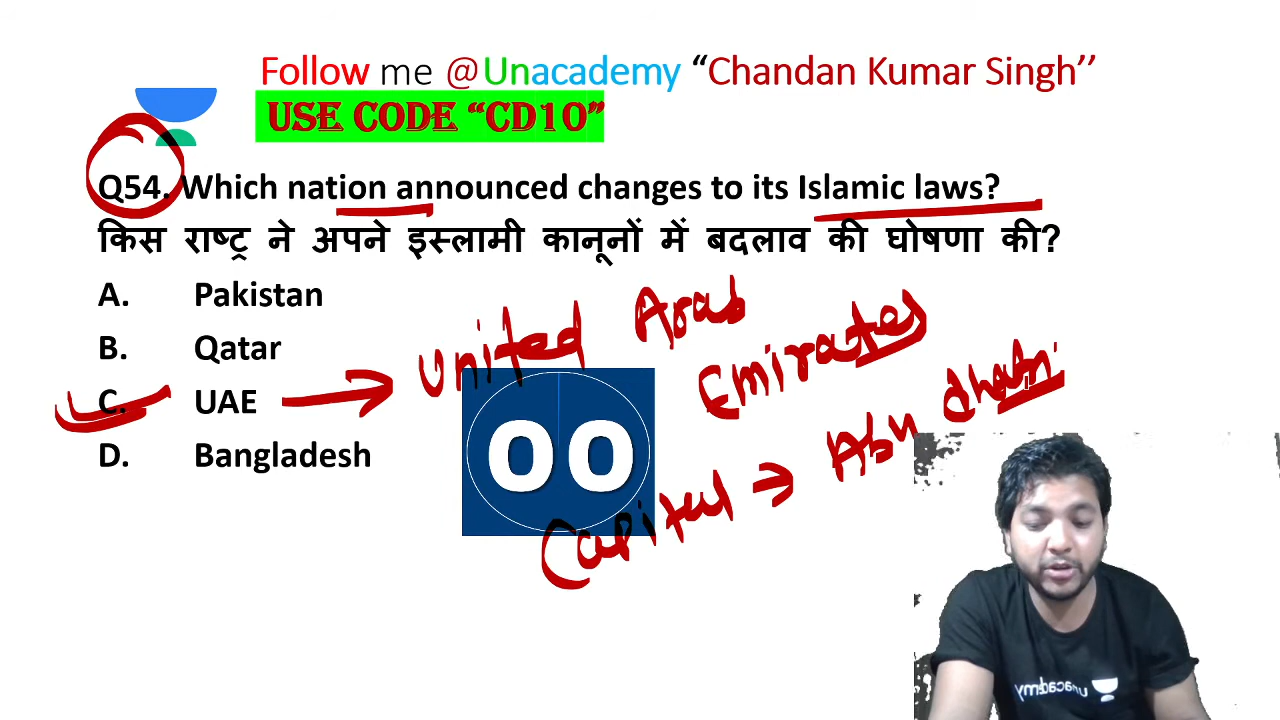 Follow me @Unacademy “Chandan Kumar Singh’’
USE CODE “CD10”
Q54. Which nation announced changes to its Islamic laws?
किस राष्ट्र ने अपने इस्लामी कानूनों में बदलाव की घोषणा की?
A. Pakistan
B. Qatar
C. UAE → United Arab Emirates
D. Bangladesh
00
Capital → Abu dhabi
unacademy